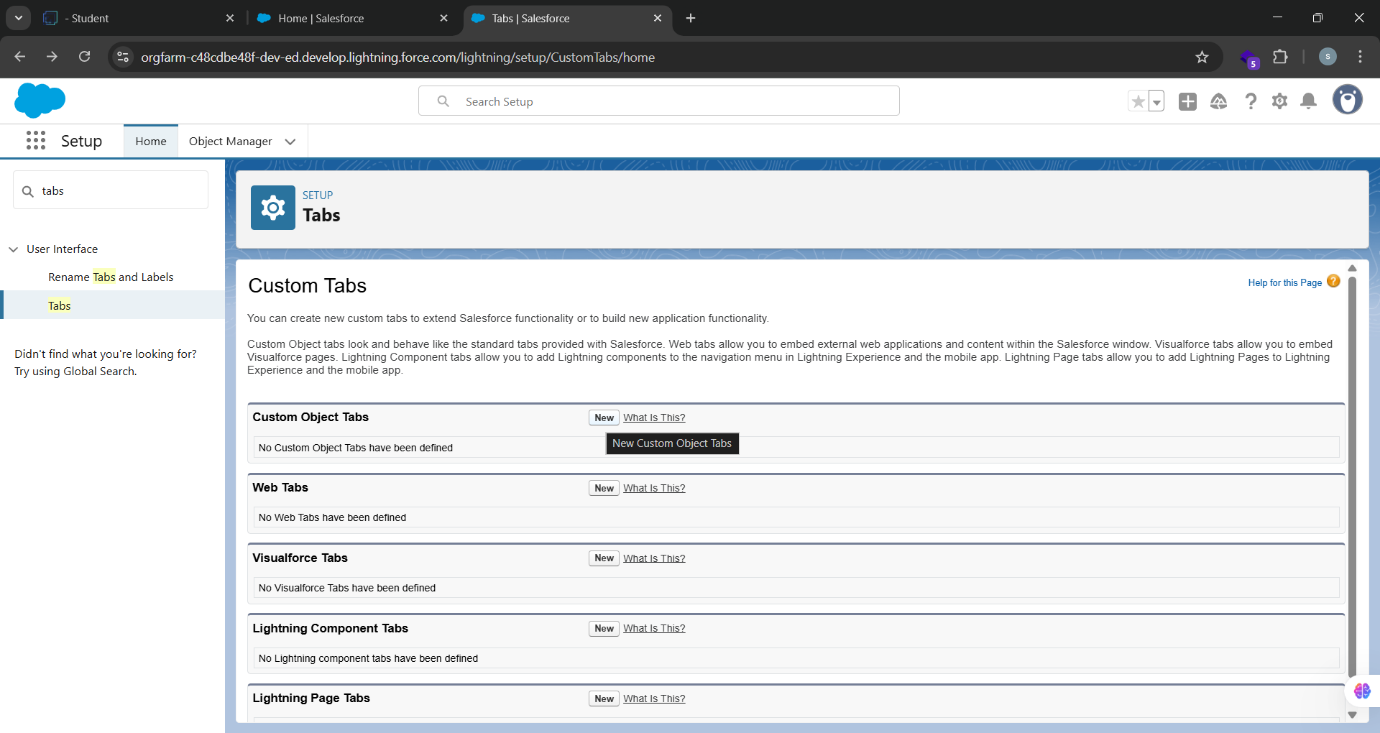 - Student
Home | Salesforce
Tabs | Salesforce
orgfarm-c48cdbe48f-dev-ed.develop.lightning.force.com/lightning/setup/CustomTabs/home
5
S
Search Setup
Setup
Home
Object Manager
tabs
User Interface
Rename Tabs and Labels
Tabs
Didn't find what you're looking for?
Try using Global Search.
SETUP
Tabs
Custom Tabs
Help for this Page
You can create new custom tabs to extend Salesforce functionality or to build new application functionality.
Custom Object tabs look and behave like the standard tabs provided with Salesforce. Web tabs allow you to embed external web applications and content within the Salesforce window. Visualforce tabs allow you to embed
Visualforce pages. Lightning Component tabs allow you to add Lightning components to the navigation menu in Lightning Experience and the mobile app. Lightning Page tabs allow you to add Lightning Pages to Lightning
Experience and the mobile app.
Custom Object Tabs
New
What Is This?
New Custom Object Tabs
No Custom Object Tabs have been defined
Web Tabs
New
What Is This?
No Web Tabs have been defined
Visualforce Tabs
New
What Is This?
No Visualforce Tabs have been defined
Lightning Component Tabs
New
What Is This?
No Lightning component tabs have been defined
Lightning Page Tabs
New
What Is This?